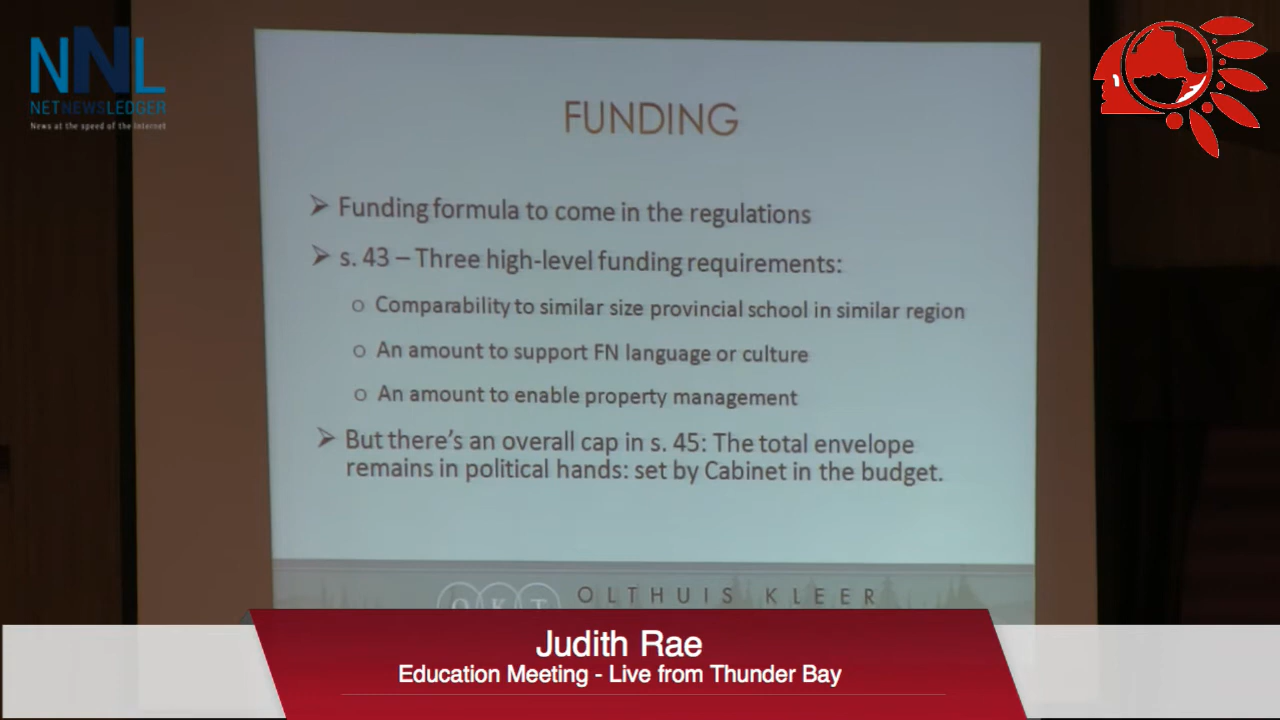 NNL
NETNEWSLEDGER
News at the speed of the Internet
FUNDING
➢ Funding formula to come in the regulations
➢ s. 43 – Three high-level funding requirements:
o Comparability to similar size provincial school in similar region
o An amount to support FN language or culture
o An amount to enable property management
➢ But there's an overall cap in s. 45: The total envelope
remains in political hands: set by Cabinet in the budget.
OKT
OLTHUIS KLEER
Judith Rae
Education Meeting - Live from Thunder Bay